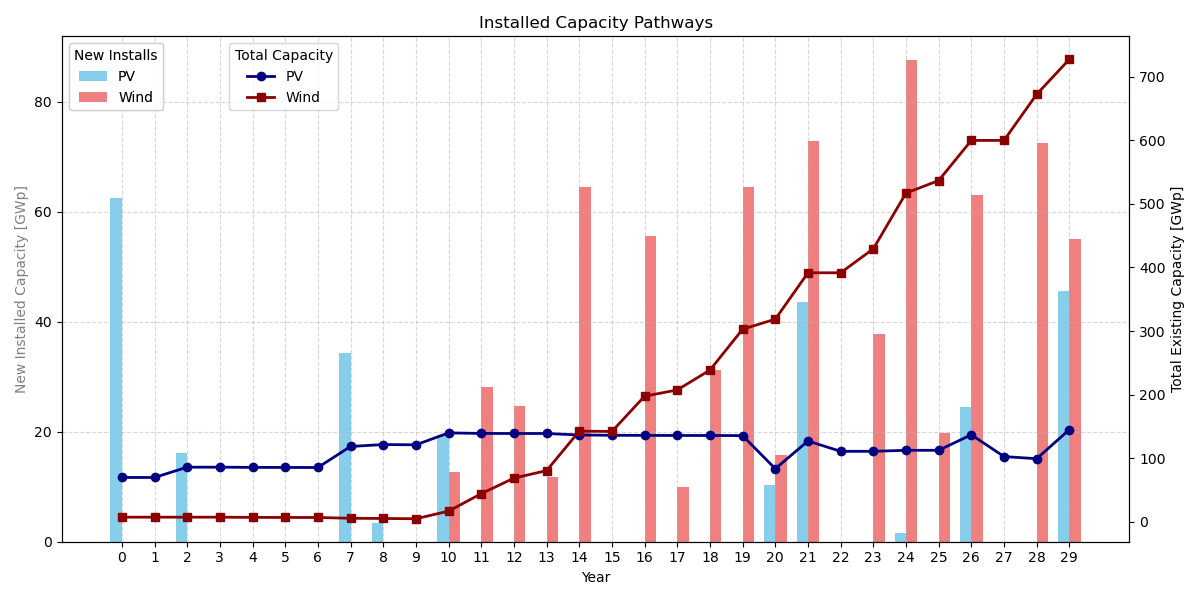 Installed Capacity Pathways
New Installs
PV
Wind
Total Capacity
PV
Wind
New Installed Capacity [GWp]
80
60
40
20
0
700
600
500
400
300
200
100
0
Total Existing Capacity [GWp]
0 1 2 3 4 5 6 7 8 9 10 11 12 13 14 15 16 17 18 19 20 21 22 23 24 25 26 27 28 29
Year